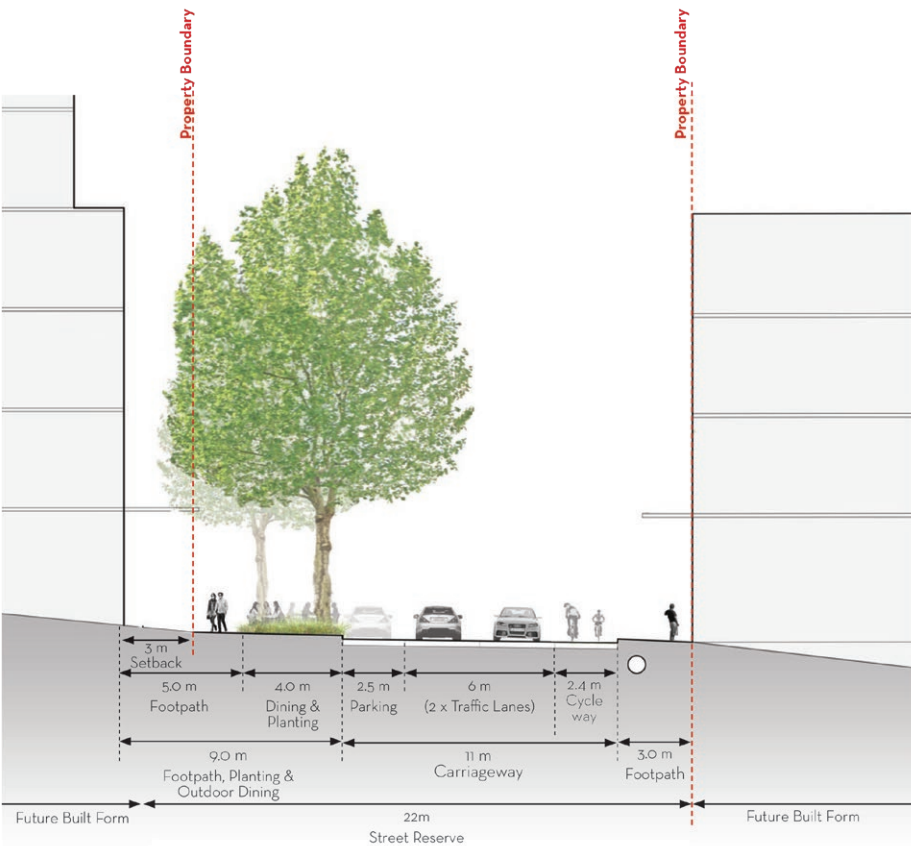 Property Boundary
Property Boundary
3 m
Setback
5.0 m
Footpath
4.0 m
Dining &
Planting
2.5 m
Parking
6 m
(2 x Traffic Lanes)
2.4 m
Cycle
way
9.0 m
Footpath, Planting &
Outdoor Dining
11 m
Carriageway
3.0 m
Footpath
Future Built Form
22m
Street Reserve
Future Built Form